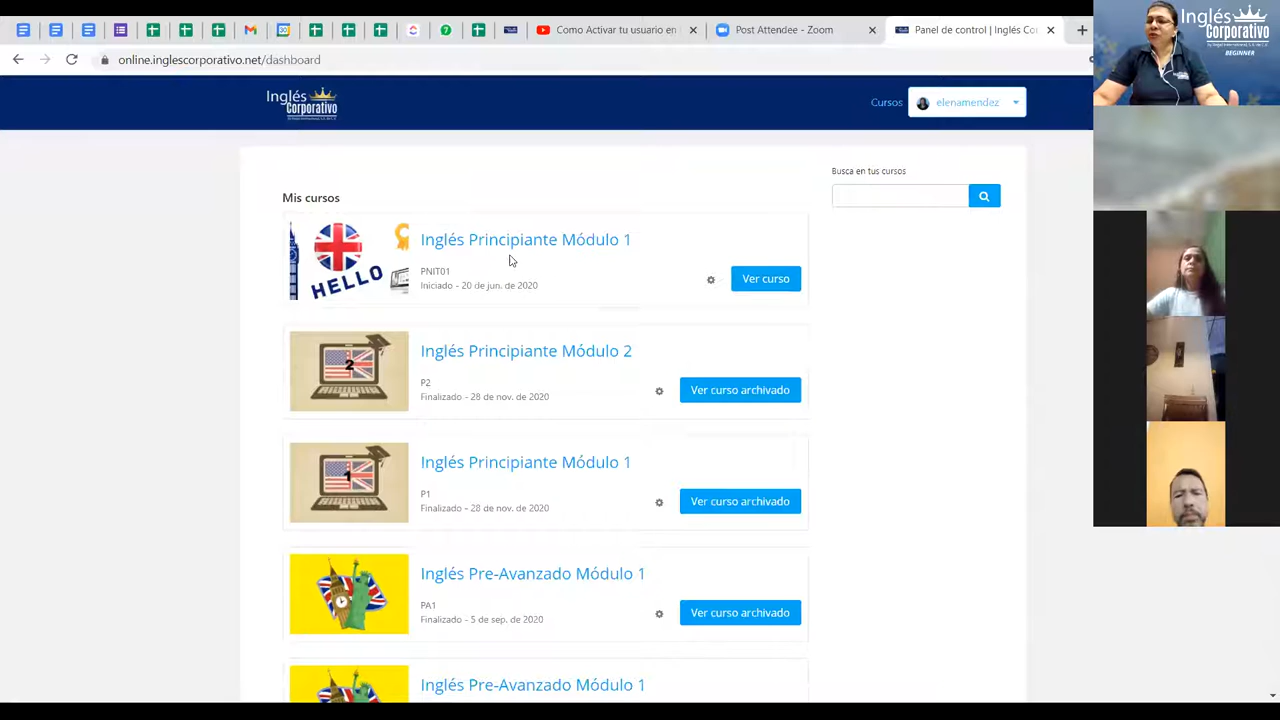 Como Activar tu usuario en
Post Attendee - Zoom
Panel de control | Inglés Co
online.inglescorporativo.net/dashboard
Inglés
Corporativo
Cursos
elenamendez
Inglés
Corporativo
BEGINNER
Mis cursos
Busca en tus cursos
HELLO
Inglés Principiante Módulo 1
PNIT01
Iniciado - 20 de jun. de 2020
Ver curso
2
Inglés Principiante Módulo 2
P2
Finalizado - 28 de nov. de 2020
Ver curso archivado
1
Inglés Principiante Módulo 1
P1
Finalizado - 28 de nov. de 2020
Ver curso archivado
Inglés Pre-Avanzado Módulo 1
PA1
Finalizado - 5 de sep. de 2020
Ver curso archivado
Inglés Pre-Avanzado Módulo 1